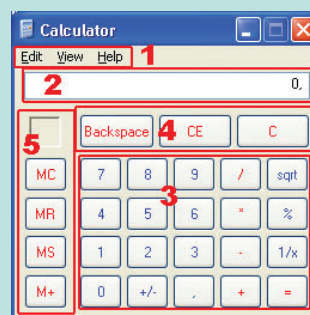 Calculator
Edit View Help 1
2 0,
5
Backspace 4 CE C
MC 7 8 9 / sqrt
3
MR 4 5 6 * %
MS 1 2 3 - 1/x
M+ 0 +/- , + =